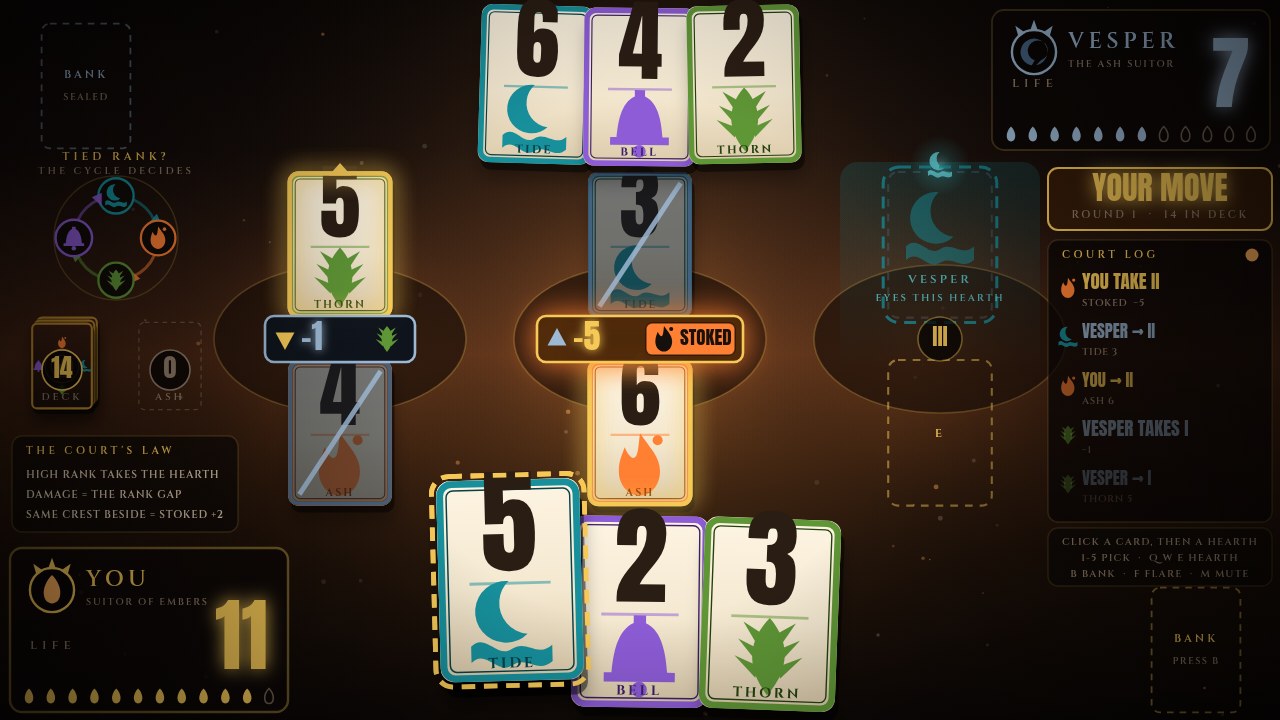 BANK
SEALED
TIED RANK?
THE CYCLE DECIDES
14
DECK
0
ASH
THE COURT'S LAW
HIGH RANK TAKES THE HEARTH
DAMAGE = THE RANK GAP
SAME CREST BESIDE = STOKED +2
YOU
SUITOR OF EMBERS
LIFE
11
6
TIDE
4
BELL
2
THORN
5
THORN
-1
4
ASH
3
TIDE
-5
STOKED
6
ASH
VESPER
EYES THIS HEARTH
III
E
5
TIDE
2
BELL
3
THORN
VESPER
THE ASH SUITOR
LIFE
7
YOUR MOVE
ROUND 1 · 14 IN DECK
COURT LOG
YOU TAKE II
STOKED -5
VESPER → II
TIDE 3
YOU → II
ASH 6
VESPER TAKES I
-1
VESPER → I
THORN 5
CLICK A CARD, THEN A HEARTH
1-5 PICK · Q W E HEARTH
B BANK · F FLARE · M MUTE
BANK
PRESS B